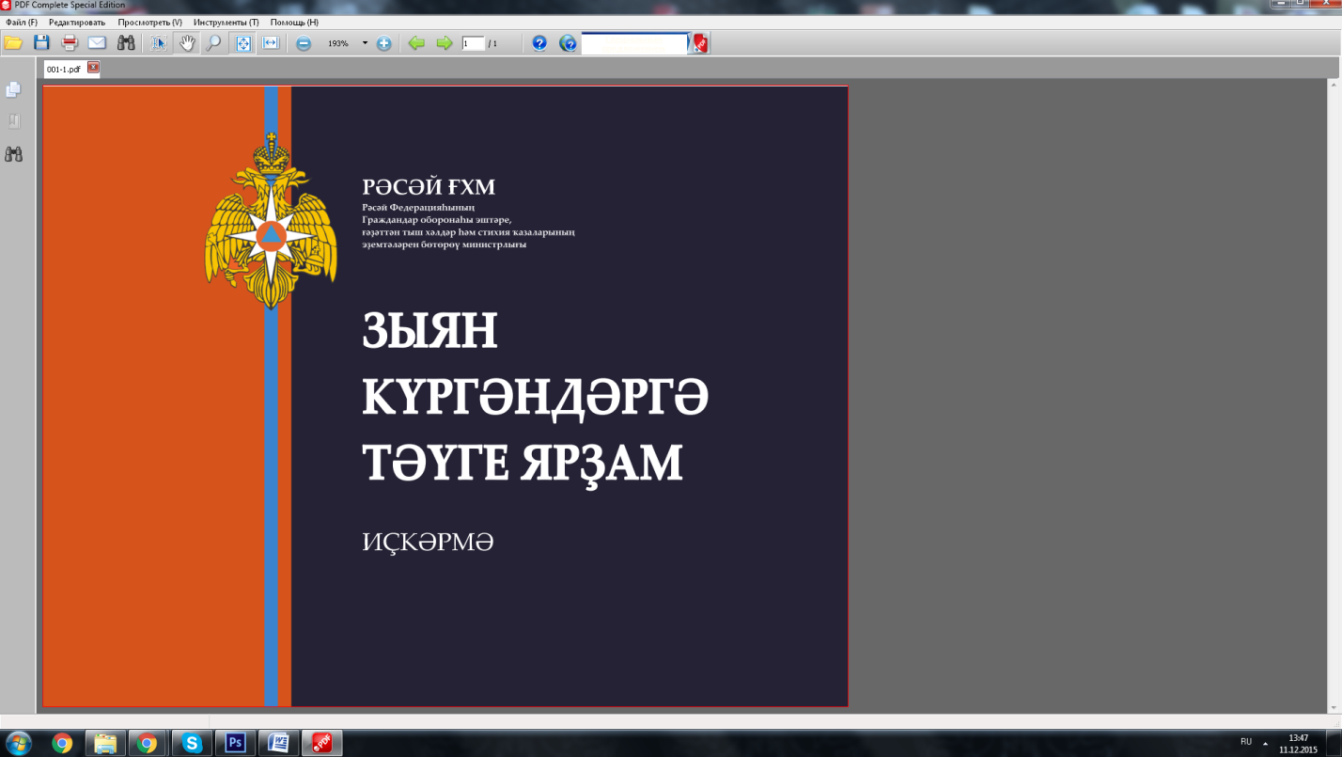 PDF Complete Special Edition
Файл (F) Редактировать Просмотреть (V) Инструменты (T) Помощь (H)
193% 1 / 1
001-1.pdf
РӘСӘЙ ҒХМ
Рәсәй Федерацияһының
Граждандар оборонаһы эштәре,
ғәҙәттән тыш хәлдәр һәм стихия ҡазаларының
эҙемтәләрен бөтөрөү министрлығы
ЗЫЯН
КҮРГӘНДӘРГӘ
ТӘҮГЕ ЯРҘАМ
ИҪКӘРМӘ
Ps
RU 13:47
11.12.2015